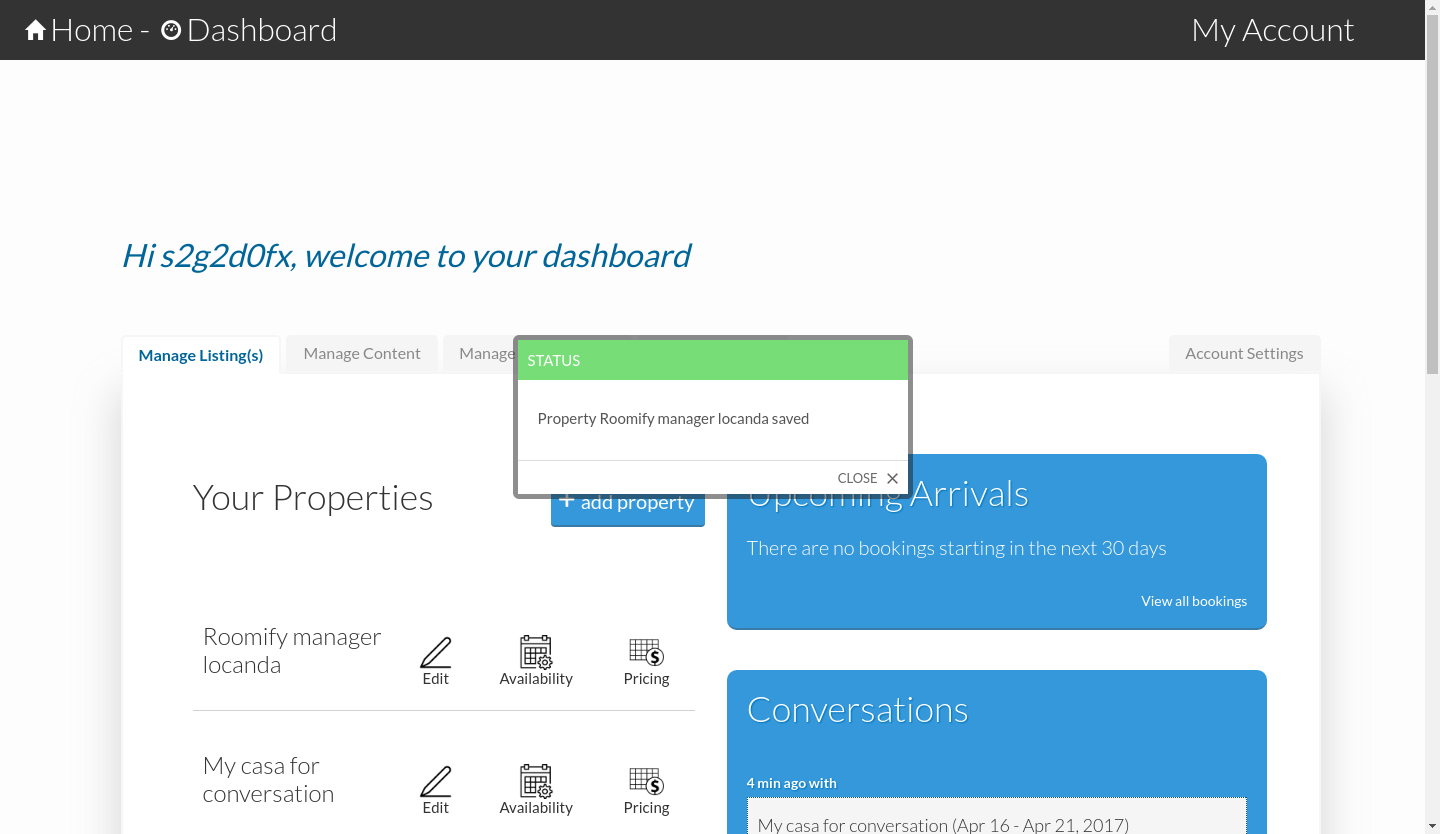 Home - Dashboard
My Account
Hi s2g2d0fx, welcome to your dashboard
Manage Listing(s)
Manage Content
Manage
Account Settings
STATUS
Property Roomify manager locanda saved
CLOSE
Your Properties
+ add property
Upcoming Arrivals
There are no bookings starting in the next 30 days
View all bookings
Roomify manager
locanda
Edit
Availability
Pricing
Conversations
4 min ago with
My casa for
conversation
Edit
Availability
Pricing
My casa for conversation (Apr 16 - Apr 21, 2017)